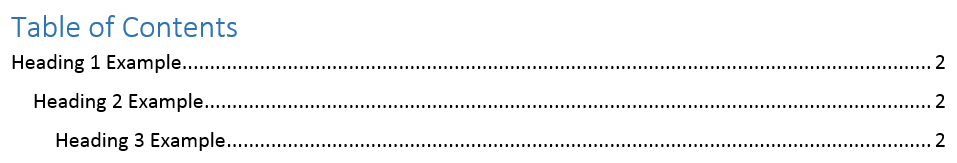 Table of Contents
Heading 1 Example............................................................................................................................................ 2
Heading 2 Example........................................................................................................................................ 2
Heading 3 Example.................................................................................................................................... 2